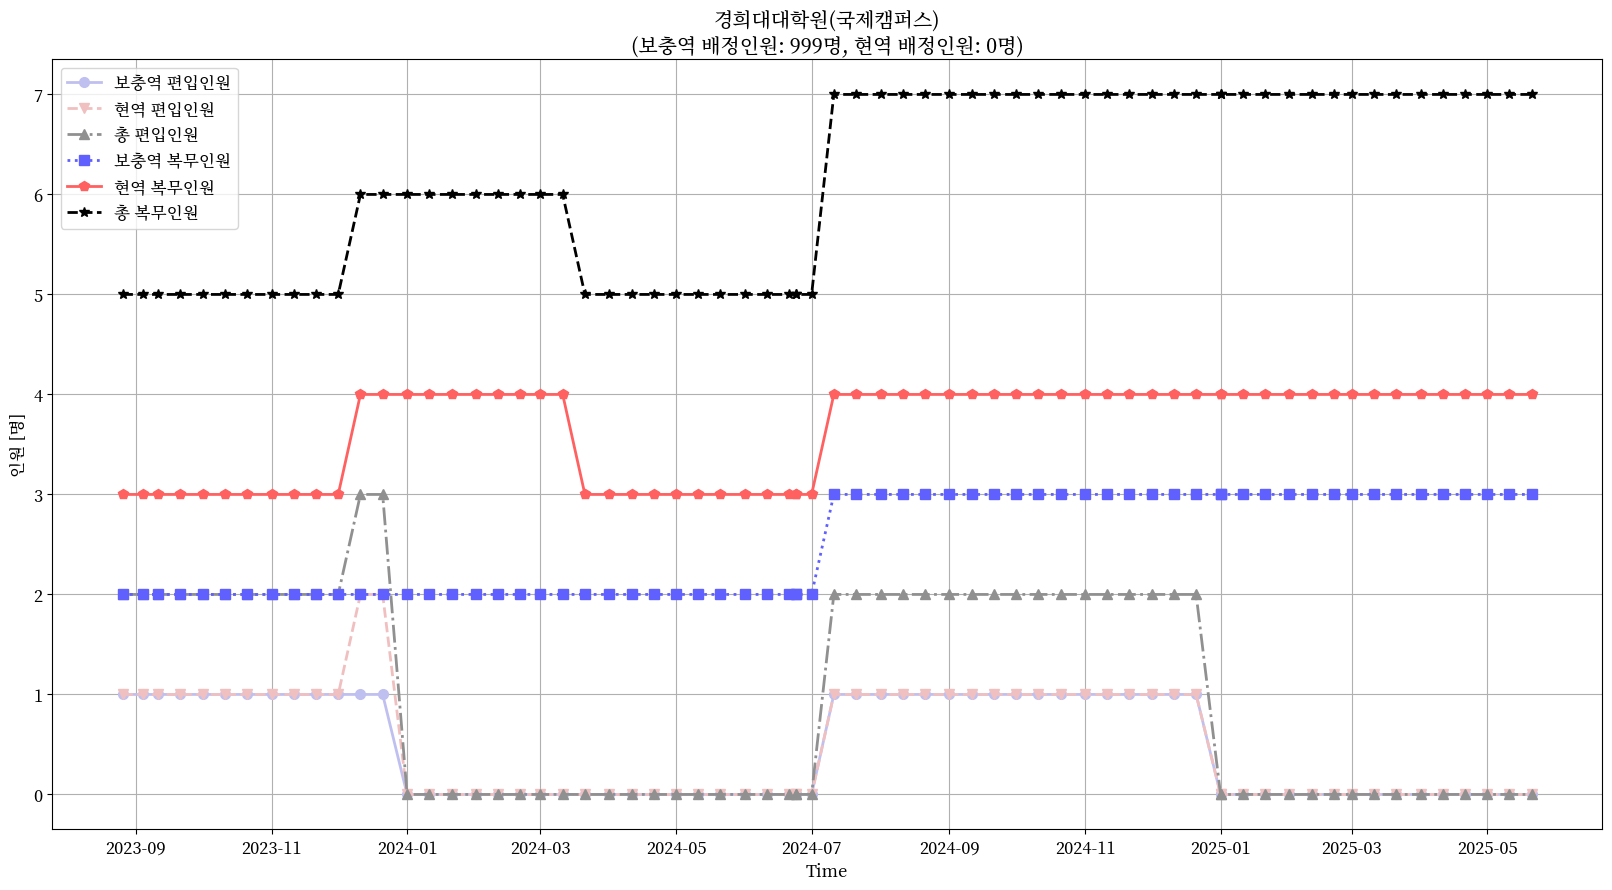 경희대대학원(국제캠퍼스)
(보충역 배정인원: 999명, 현역 배정인원: 0명)
보충역 편입인원
현역 편입인원
총 편입인원
보충역 복무인원
현역 복무인원
총 복무인원
7
6
5
4
3
2
1
0
인원 [명]
2023-09 2023-11 2024-01 2024-03 2024-05 2024-07 2024-09 2024-11 2025-01 2025-03 2025-05
Time